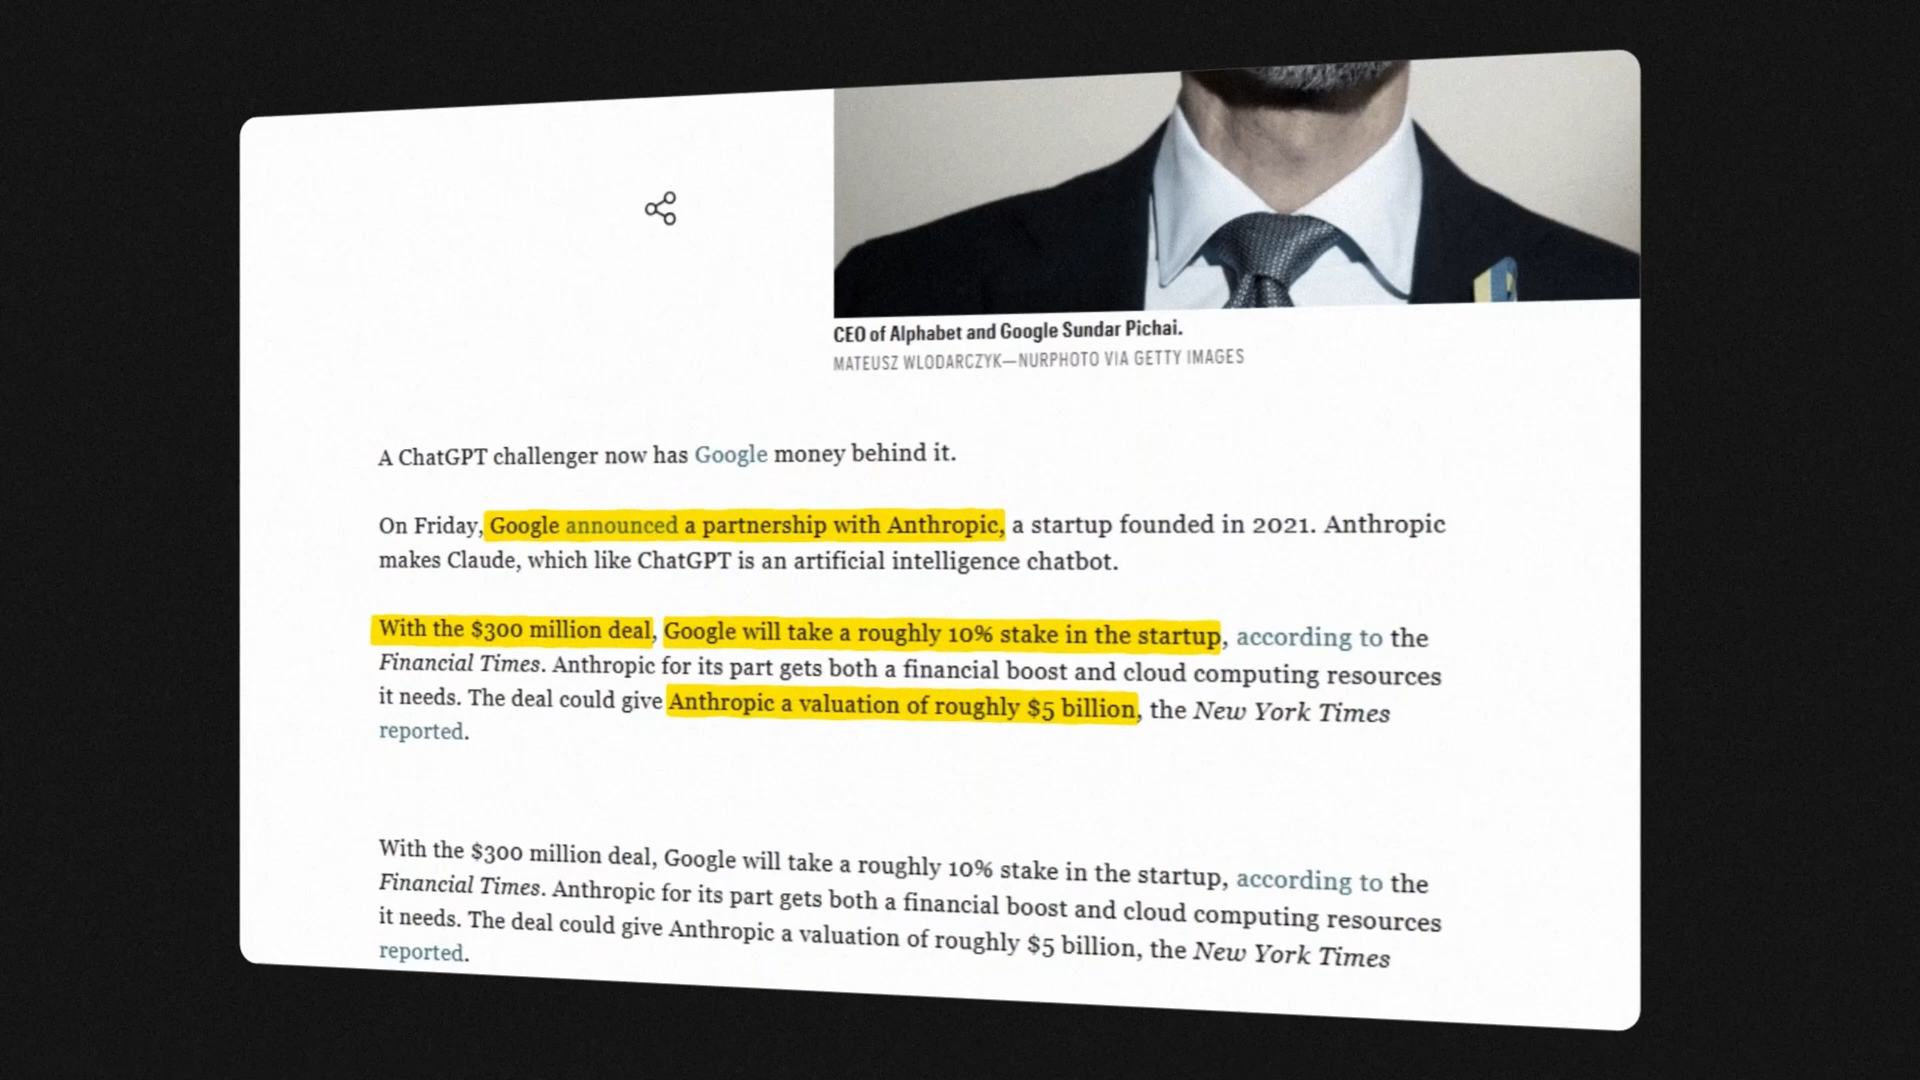 CEO of Alphabet and Google Sundar Pichai.
MATEUSZ WLODARCZYK—NURPHOTO VIA GETTY IMAGES
A ChatGPT challenger now has Google money behind it.
On Friday, Google announced a partnership with Anthropic, a startup founded in 2021. Anthropic
makes Claude, which like ChatGPT is an artificial intelligence chatbot.
With the $300 million deal, Google will take a roughly 10% stake in the startup, according to the
Financial Times. Anthropic for its part gets both a financial boost and cloud computing resources
it needs. The deal could give Anthropic a valuation of roughly $5 billion, the New York Times
reported.
With the $300 million deal, Google will take a roughly 10% stake in the startup, according to the
Financial Times. Anthropic for its part gets both a financial boost and cloud computing resources
it needs. The deal could give Anthropic a valuation of roughly $5 billion, the New York Times
reported.